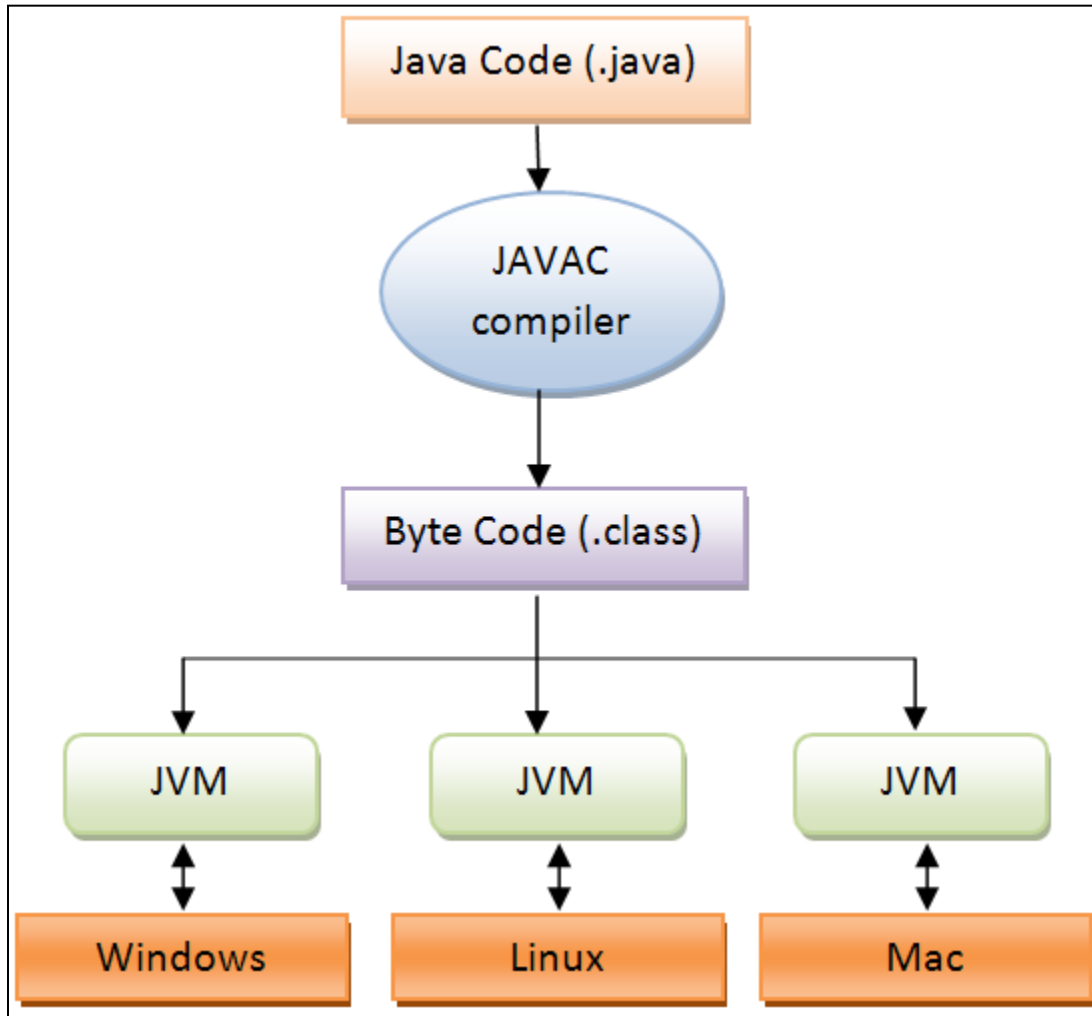 Java Code (.java)
JAVAC
compiler
Byte Code (.class)
JVM
JVM
JVM
Windows
Linux
Mac